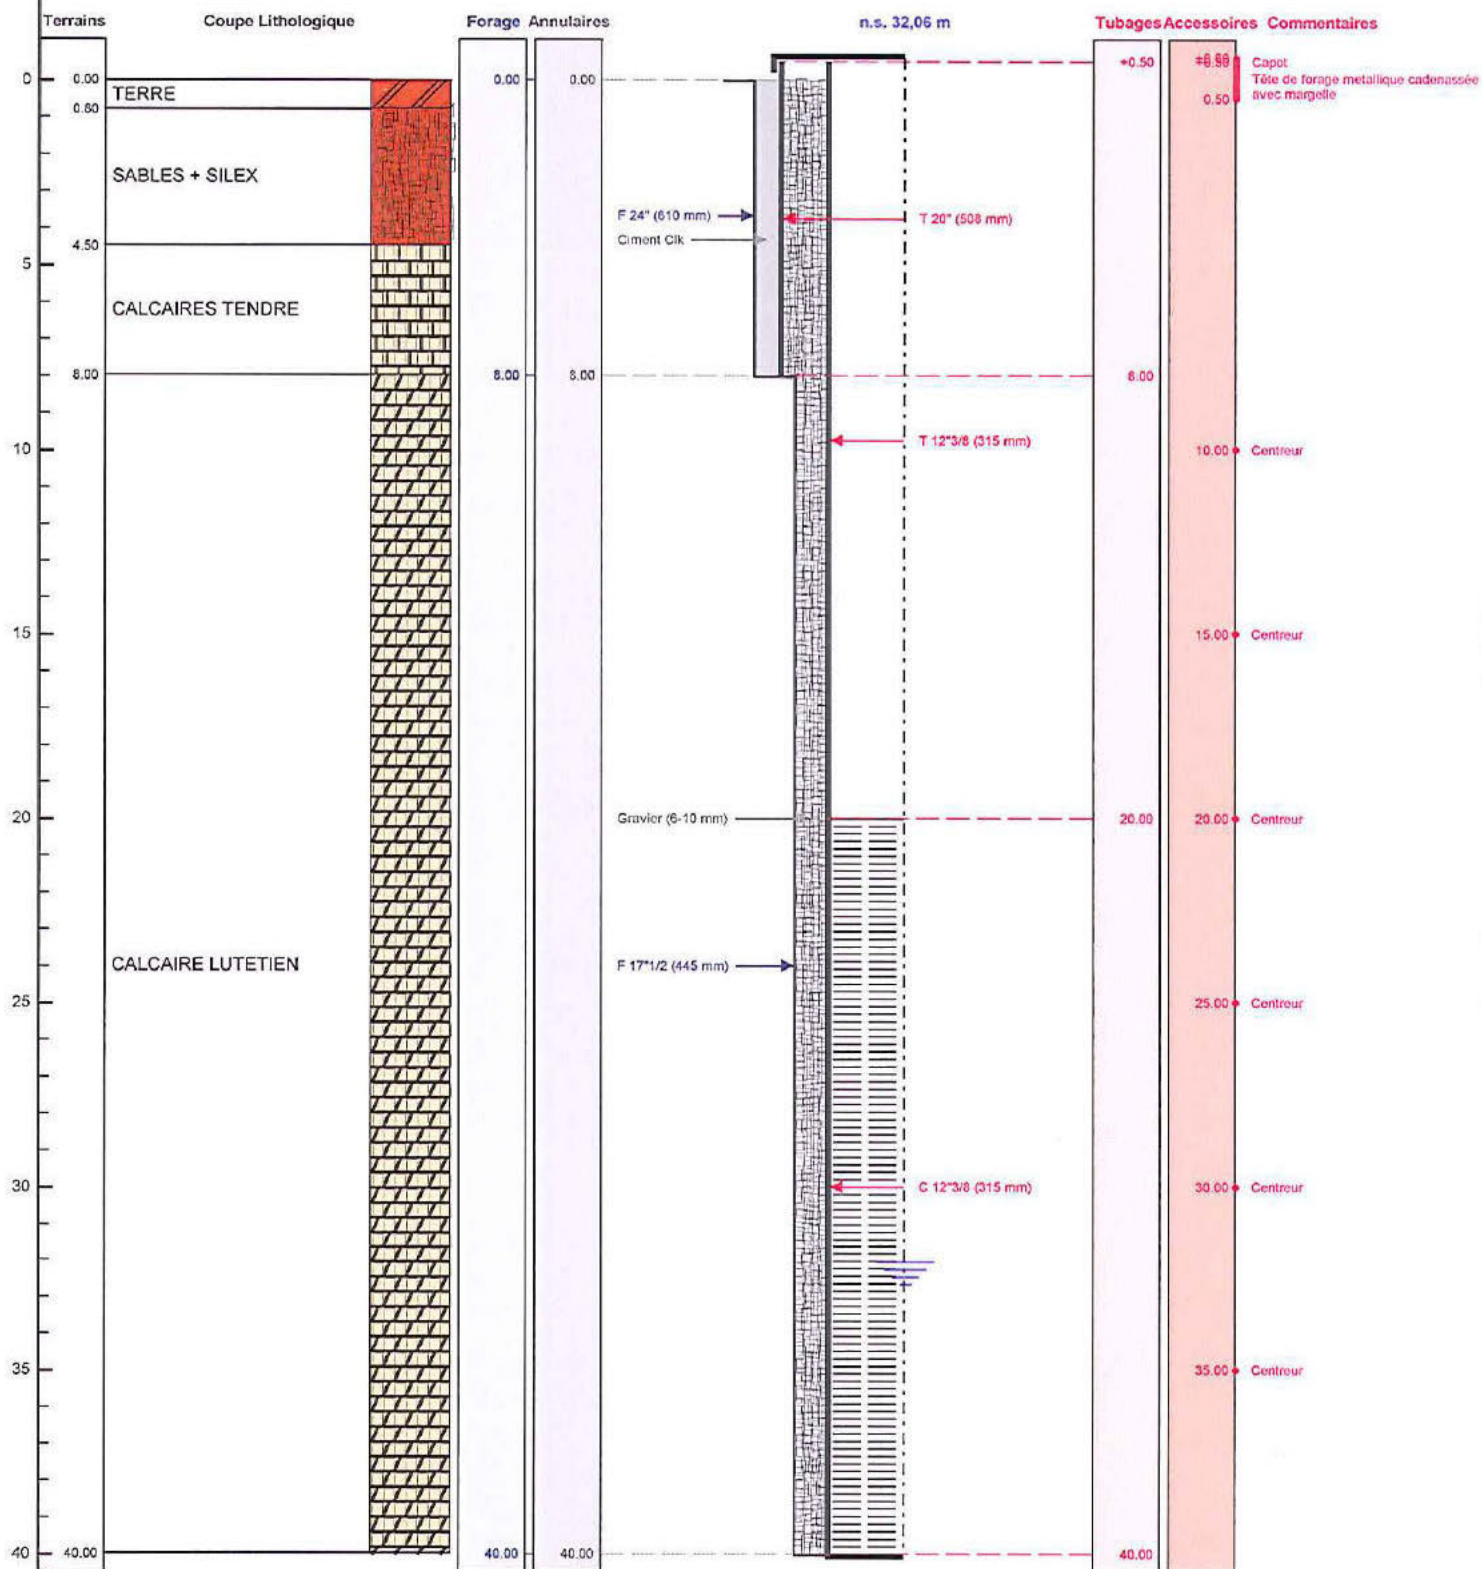 Terrains Coupe Lithologique Forage Annulaires n.s. 32,06 m Tubages Accessoires Commentaires
+0.50 Capot
0 0.00 0.00 0.00 Tête de forage metallique cadenassée
TERRE 0.50 avec margelle
SABLES + SILEX
F 24" (610 mm) T 20" (508 mm)
Ciment Clk
4.50
5
CALCAIRES TENDRE
8.00 8.00 8.00 8.00
T 12"3/8 (315 mm)
10 10.00 Centreur
15 15.00 Centreur
20 Gravier (6-10 mm) 20.00 20.00 Centreur
CALCAIRE LUTETIEN F 17"1/2 (445 mm)
25 25.00 Centreur
30 C 12"3/8 (315 mm) 30.00 Centreur
35 35.00 Centreur
40 40.00 40.00 40.00 40.00